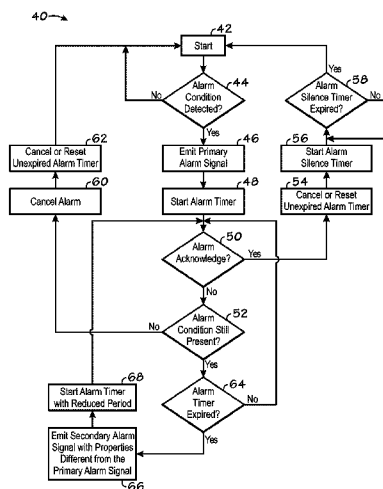 40
42
Start
44
Alarm
Condition
Detected?
No
Yes
46
Emit Primary
Alarm Signal
48
Start Alarm Timer
50
Alarm
Acknowledge?
Yes
No
52
Alarm
Condition Still
Present?
No
Yes
64
Alarm
Timer
Expired?
No
Yes
66
Emit Secondary Alarm
Signal with Properties
Different from the
Primary Alarm Signal
68
Start Alarm Timer
with Reduced Period
62
Cancel or Reset
Unexpired Alarm Timer
60
Cancel Alarm
58
Alarm
Silence Timer
Expired?
Yes
No
56
Start Alarm
Silence Timer
54
Cancel or Reset
Unexpired Alarm Timer